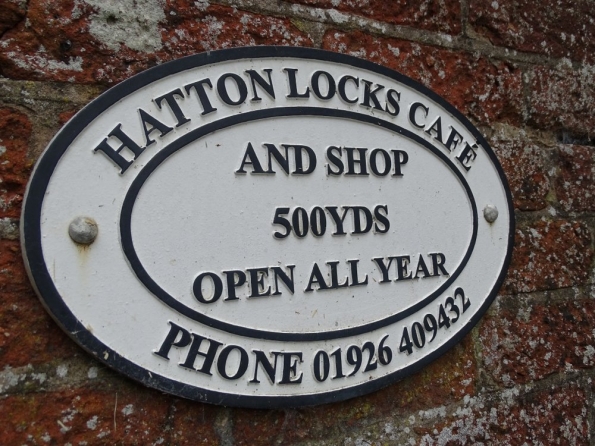 HATTON LOCKS CAFÉ
AND SHOP
500YDS
OPEN ALL YEAR
PHONE 01926 409432